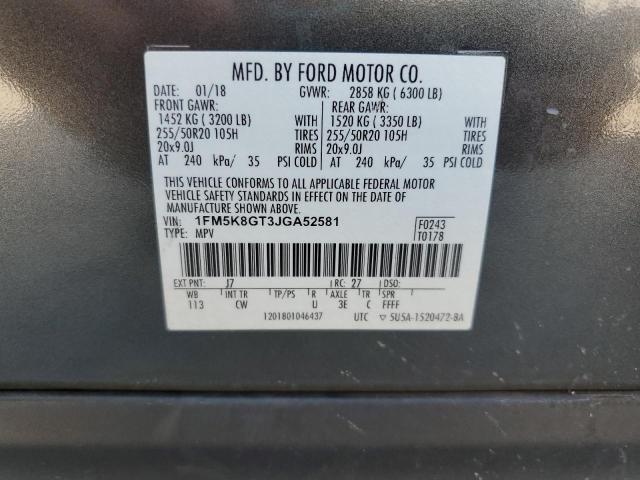 MFD. BY FORD MOTOR CO.
DATE: 01/18 GVWR: 2858 KG ( 6300 LB)
FRONT GAWR: REAR GAWR:
1452 KG ( 3200 LB) WITH 1520 KG ( 3350 LB) WITH
255/50R20 105H TIRES 255/50R20 105H TIRES
20x9.0J RIMS 20x9.0J RIMS
AT 240 kPa/ 35 PSI COLD AT 240 kPa/ 35 PSI COLD
THIS VEHICLE CONFORMS TO ALL APPLICABLE FEDERAL MOTOR
VEHICLE SAFETY STANDARDS IN EFFECT ON THE DATE OF
MANUFACTURE SHOWN ABOVE.
VIN: 1FM5K8GT3JGA52581 F0243
TYPE: MPV T0178
EXT PNT: J7 RC: 27 DSO:
WB INT TR TP/PS R AXLE TR SPR
113 CW U 3E C FFFF
1201801046437 UTC ▽ 5U5A-1520472-BA